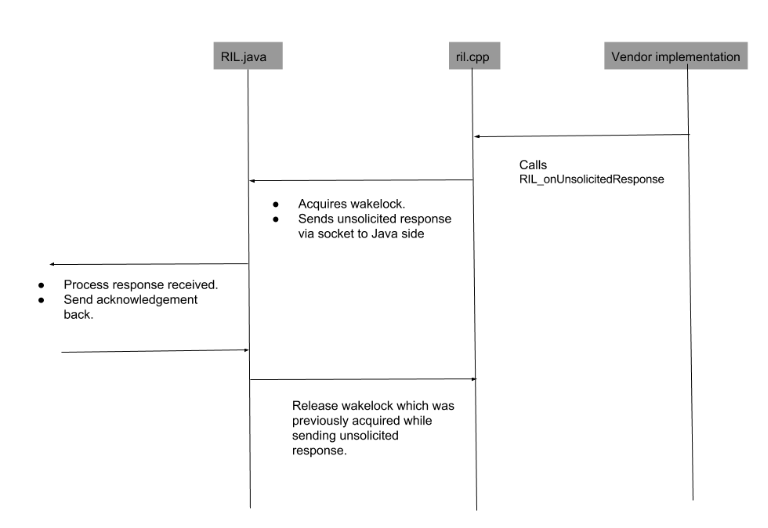 RIL.java
ril.cpp
Vendor implementation
Calls
RIL_onUnsolicitedResponse
● Acquires wakelock.
● Sends unsolicited response
via socket to Java side
● Process response received.
● Send acknowledgement
back.
Release wakelock which was
previously acquired while
sending unsolicited
response.